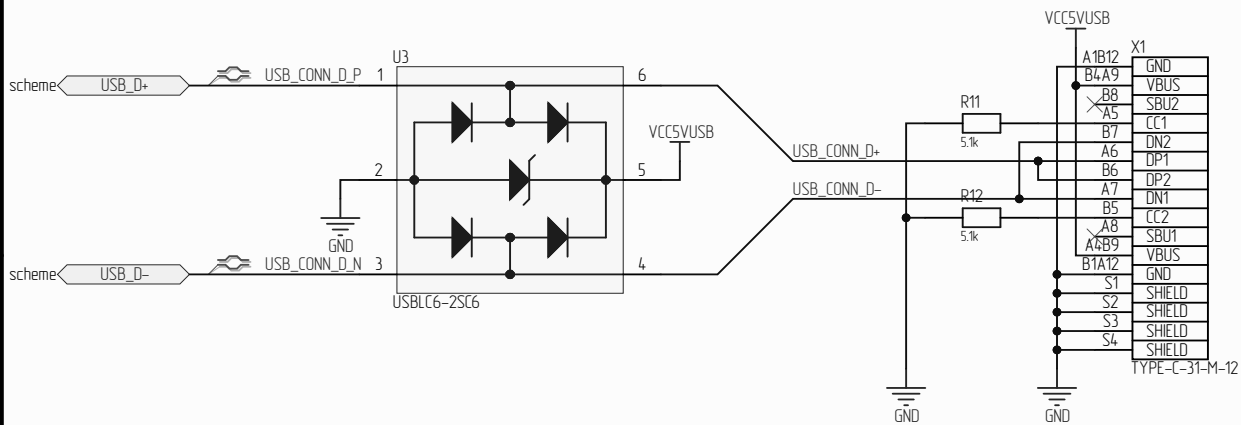 scheme
USB_D+
USB_CONN_D_P
1
U3
6
2
5
GND
VCC5VUSB
scheme
USB_D-
USB_CONN_D_N
3
4
USBLC6-2SC6
USB_CONN_D+
USB_CONN_D-
R11
5.1k
R12
5.1k
GND
VCC5VUSB
X1
A1B12 GND
B4A9 VBUS
B8 SBU2
A5 CC1
B7 DN2
A6 DP1
B6 DP2
A7 DN1
B5 CC2
A8 SBU1
A4B9 VBUS
B1A12 GND
S1 SHIELD
S2 SHIELD
S3 SHIELD
S4 SHIELD
TYPE-C-31-M-12
GND